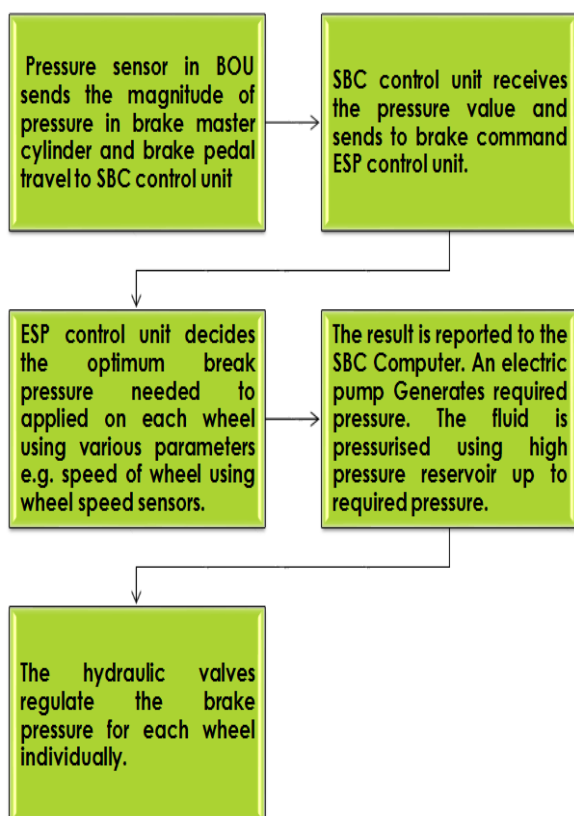 Pressure sensor in BOU
sends the magnitude of
pressure in brake master
cylinder and brake pedal
travel to SBC control unit
SBC control unit receives
the pressure value and
sends to brake command
ESP control unit.
ESP control unit decides
the optimum break
pressure needed to
applied on each wheel
using various parameters
e.g. speed of wheel using
wheel speed sensors.
The result is reported to the
SBC Computer. An electric
pump Generates required
pressure. The fluid is
pressurised using high
pressure reservoir up to
required pressure.
The hydraulic valves
regulate the brake
pressure for each wheel
individually.